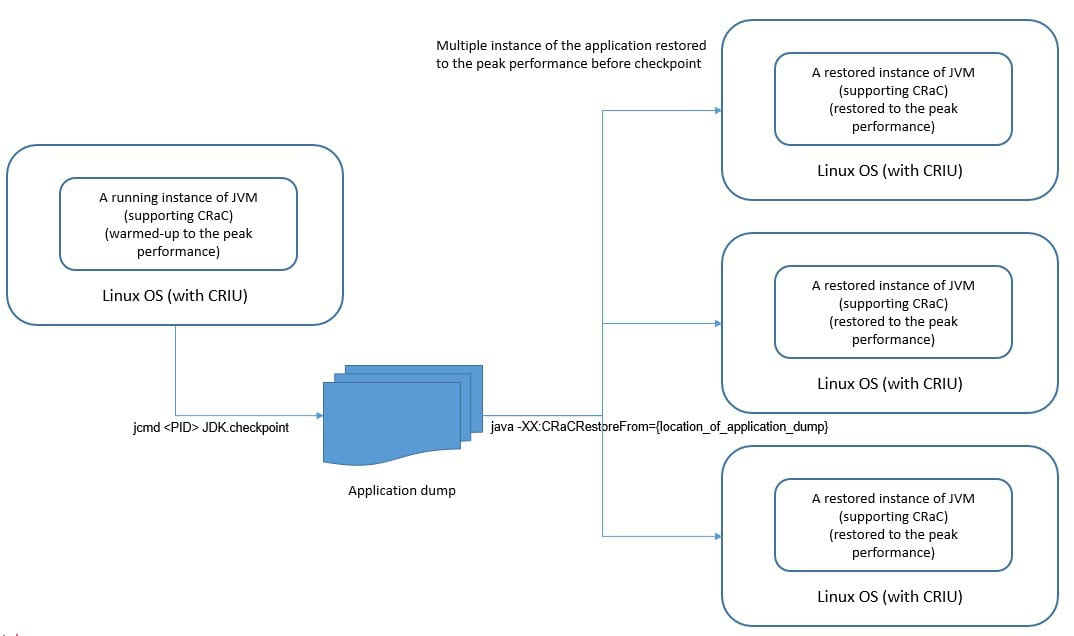 Multiple instance of the application restored
to the peak performance before checkpoint
A running instance of JVM
(supporting CRaC)
(warmed-up to the peak
performance)
Linux OS (with CRIU)
jcmd <PID> JDK.checkpoint
Application dump
java -XX:CRaCRestoreFrom={location_of_application_dump}
A restored instance of JVM
(supporting CRaC)
(restored to the peak
performance)
Linux OS (with CRIU)
A restored instance of JVM
(supporting CRaC)
(restored to the peak
performance)
Linux OS (with CRIU)
A restored instance of JVM
(supporting CRaC)
(restored to the peak
performance)
Linux OS (with CRIU)